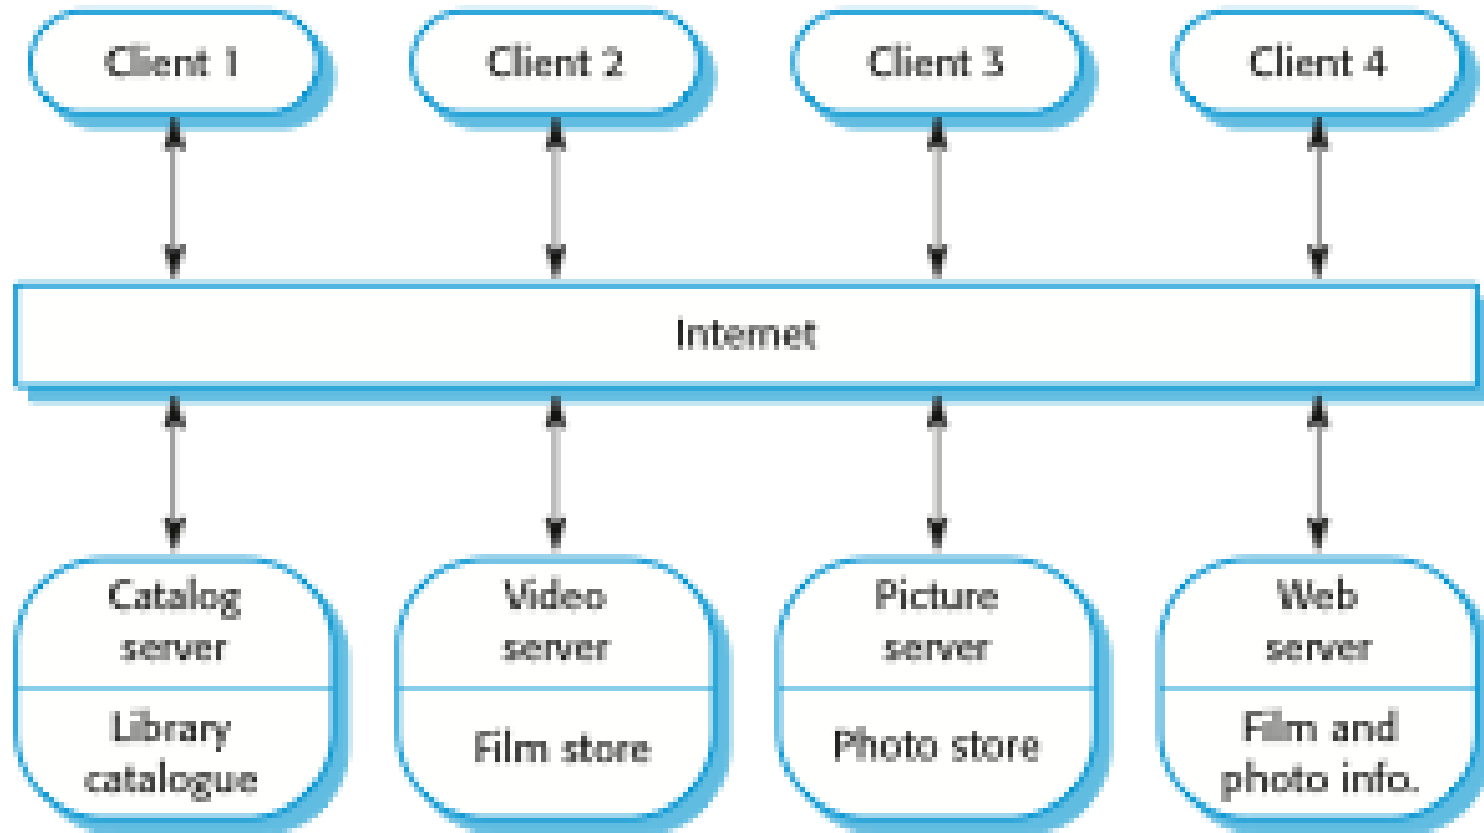 Client 1
Client 2
Client 3
Client 4
Internet
Catalog
server
Library
catalogue
Video
server
Film store
Picture
server
Photo store
Web
server
Film and
photo info.